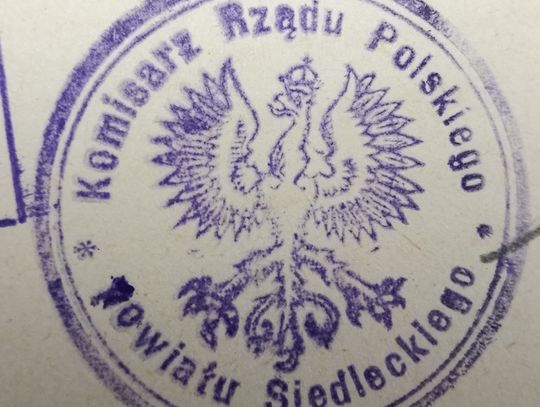 Komisarz Rządu Polskiego
* Powiatu Siedleckiego *